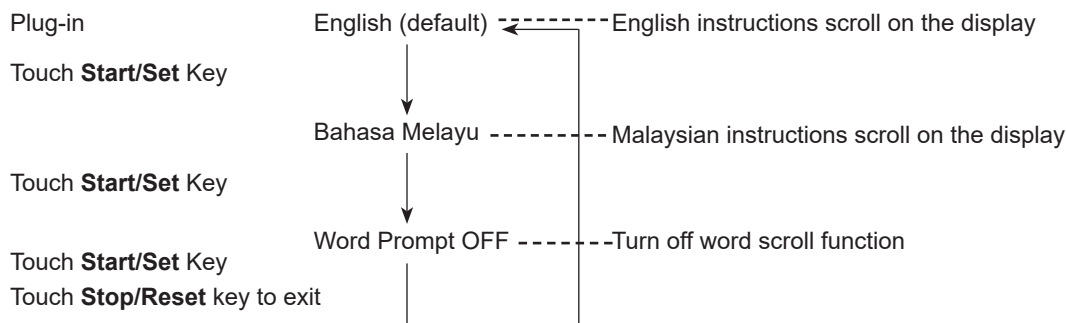 Plug-in English (default) English instructions scroll on the display
Touch Start/Set Key
Bahasa Melayu Malaysian instructions scroll on the display
Touch Start/Set Key
Word Prompt OFF Turn off word scroll function
Touch Start/Set Key
Touch Stop/Reset key to exit